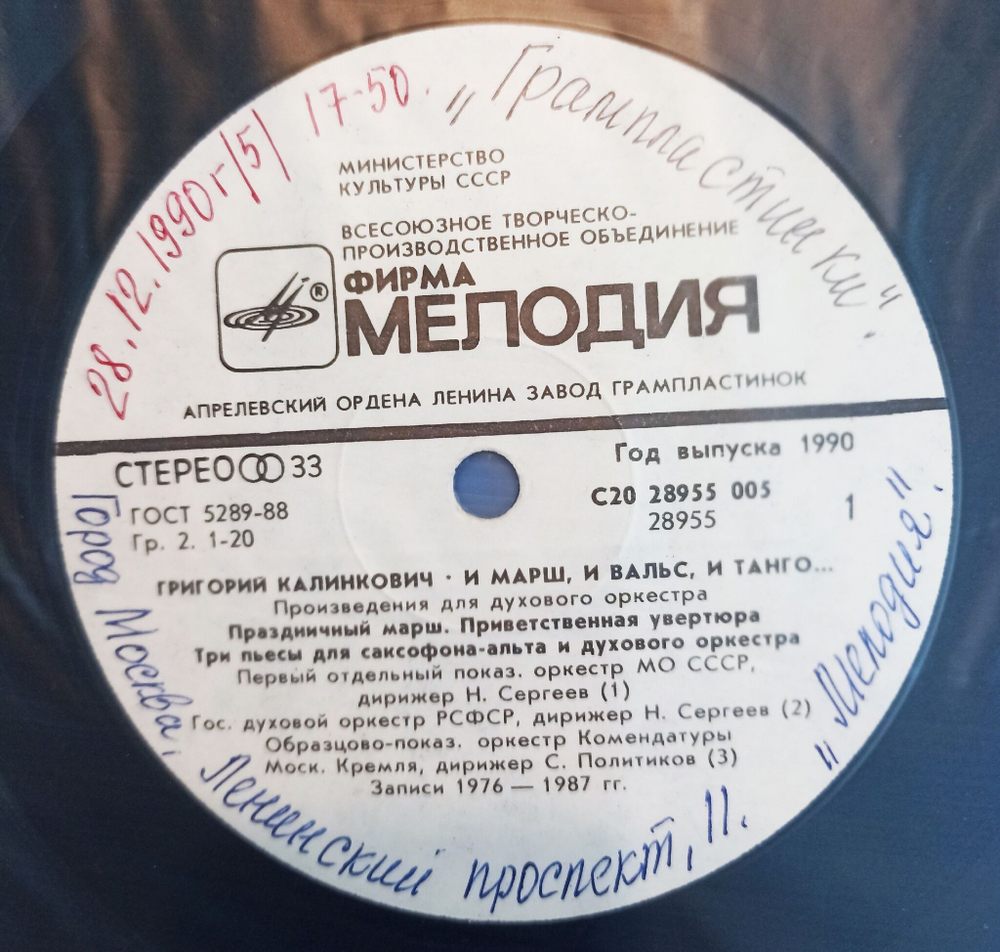 28.12.1990г/5/ 17-50.
„Грампластинки“.
МИНИСТЕРСТВО
КУЛЬТУРЫ СССР
ВСЕСОЮЗНОЕ ТВОРЧЕСКО-
ПРОИЗВОДСТВЕННОЕ ОБЪЕДИНЕНИЕ
ФИРМА
МЕЛОДИЯ
®
АПРЕЛЕВСКИЙ ОРДЕНА ЛЕНИНА ЗАВОД ГРАМПЛАСТИНОК
СТЕРЕО 33
Год выпуска 1990
ГОСТ 5289-88
С20 28955 005
Гр. 2. 1-20
28955
1
ГРИГОРИЙ КАЛИНКОВИЧ · И МАРШ, И ВАЛЬС, И ТАНГО...
Произведения для духового оркестра
Праздничный марш. Приветственная увертюра
Три пьесы для саксофона-альта и духового оркестра
Первый отдельный показ. оркестр МО СССР,
дирижер Н. Сергеев (1)
Гос. духовой оркестр РСФСР, дирижер Н. Сергеев (2)
Образцово-показ. оркестр Комендатуры
Моск. Кремля, дирижер С. Политиков (3)
Записи 1976 — 1987 гг.
Город Москва, Ленинский проспект, 11.
„Мелодия".